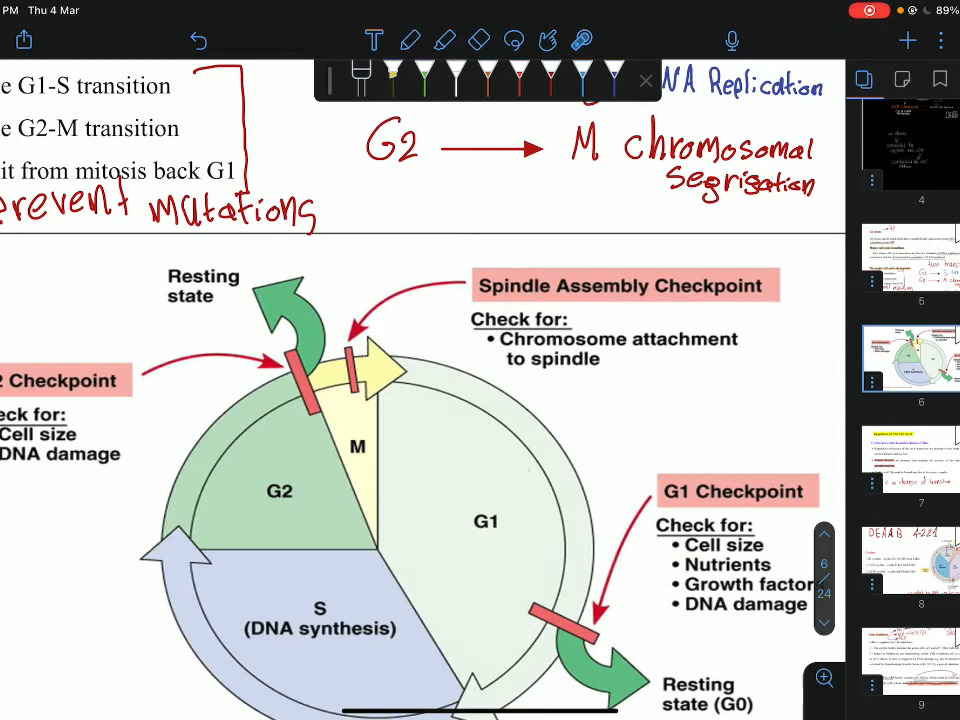 PM Thu 4 Mar
89%
e G1-S transition
e G2-M transition
it from mitosis back G1
revent mutations
NA Replication
G2 → M chromosomal
segrigation
Resting
state
Spindle Assembly Checkpoint
Check for:
• Chromosome attachment
to spindle
2 Checkpoint
eck for:
Cell size
DNA damage
M
G2
G1
S
(DNA synthesis)
G1 Checkpoint
Check for:
• Cell size
• Nutrients
• Growth factor
• DNA damage
Resting
state (G0)
6
24
4
5
6
7
8
9